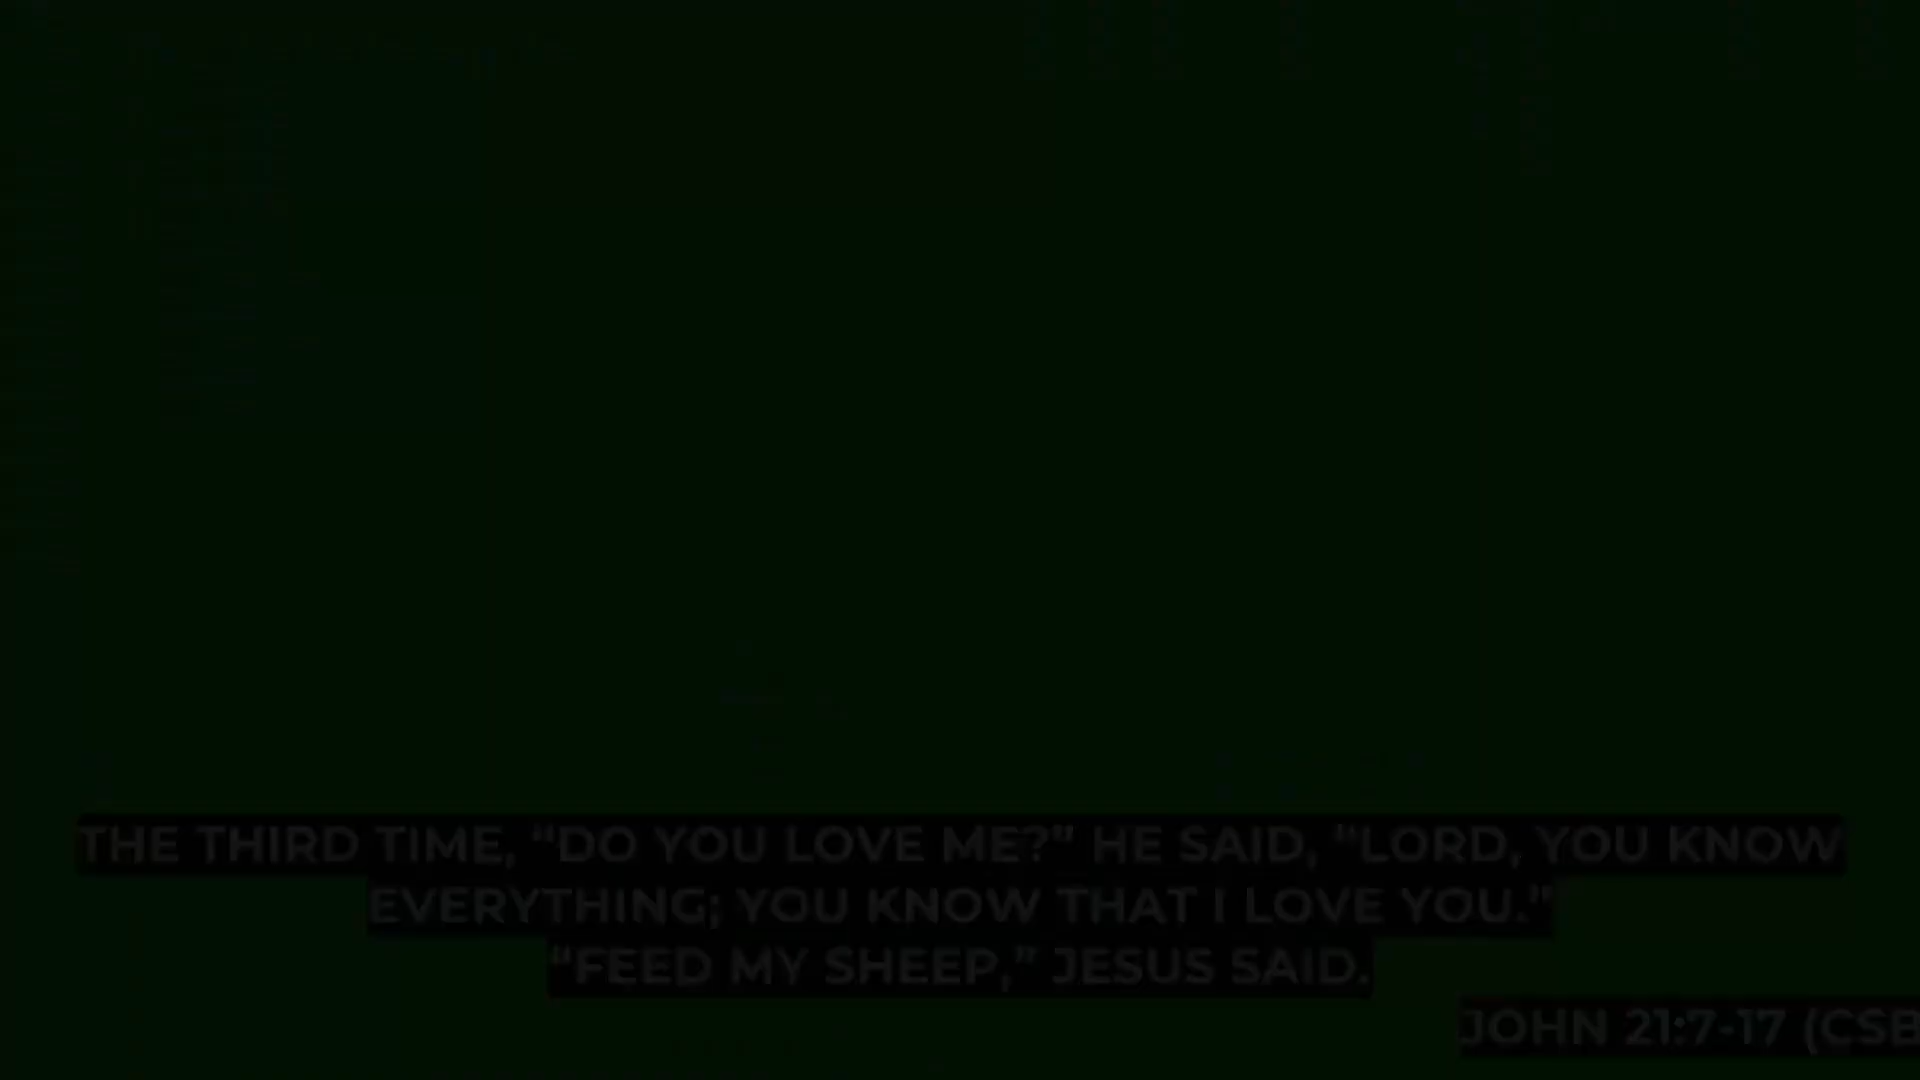 THE THIRD TIME, “DO YOU LOVE ME?” HE SAID, “LORD, YOU KNOW
EVERYTHING; YOU KNOW THAT I LOVE YOU.”
“FEED MY SHEEP,” JESUS SAID.
JOHN 21:7-17 (CSB